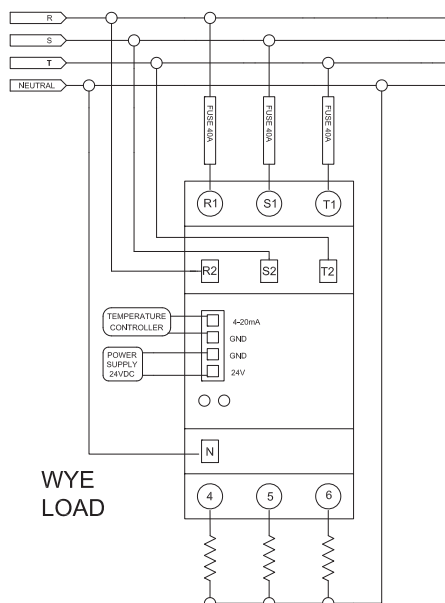 R
S
T
NEUTRAL
FUSE 40A
FUSE 40A
FUSE 40A
R1
S1
T1
R2
S2
T2
TEMPERATURE
CONTROLLER
4-20mA
GND
POWER
SUPPLY
24VDC
GND
24V
N
WYE
LOAD
4
5
6